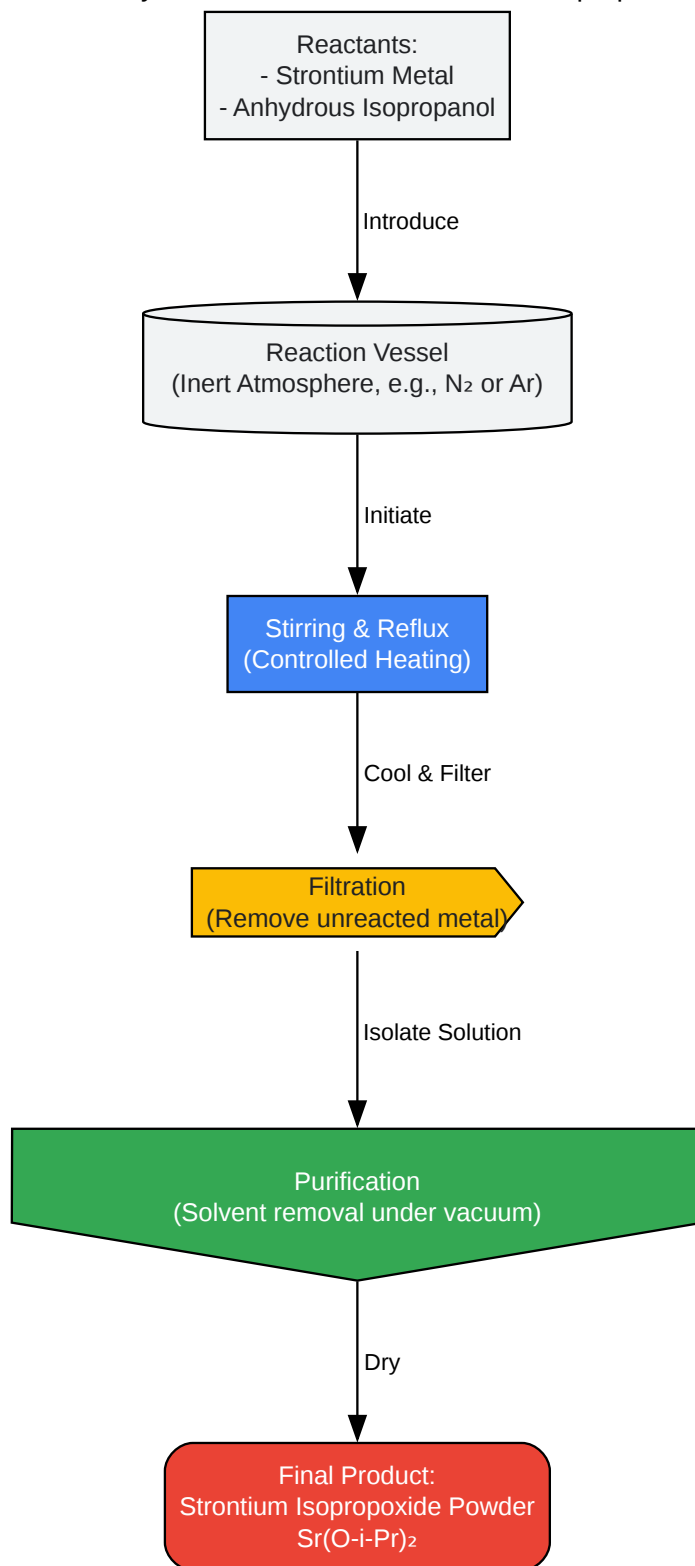 Reactants:
- Strontium Metal
- Anhydrous Isopropanol
Introduce
Reaction Vessel
(Inert Atmosphere, e.g., N₂ or Ar)
Initiate
Stirring & Reflux
(Controlled Heating)
Cool & Filter
Filtration
(Remove unreacted metal)
Isolate Solution
Purification
(Solvent removal under vacuum)
Dry
Final Product:
Strontium Isopropoxide Powder
Sr(O-i-Pr)₂